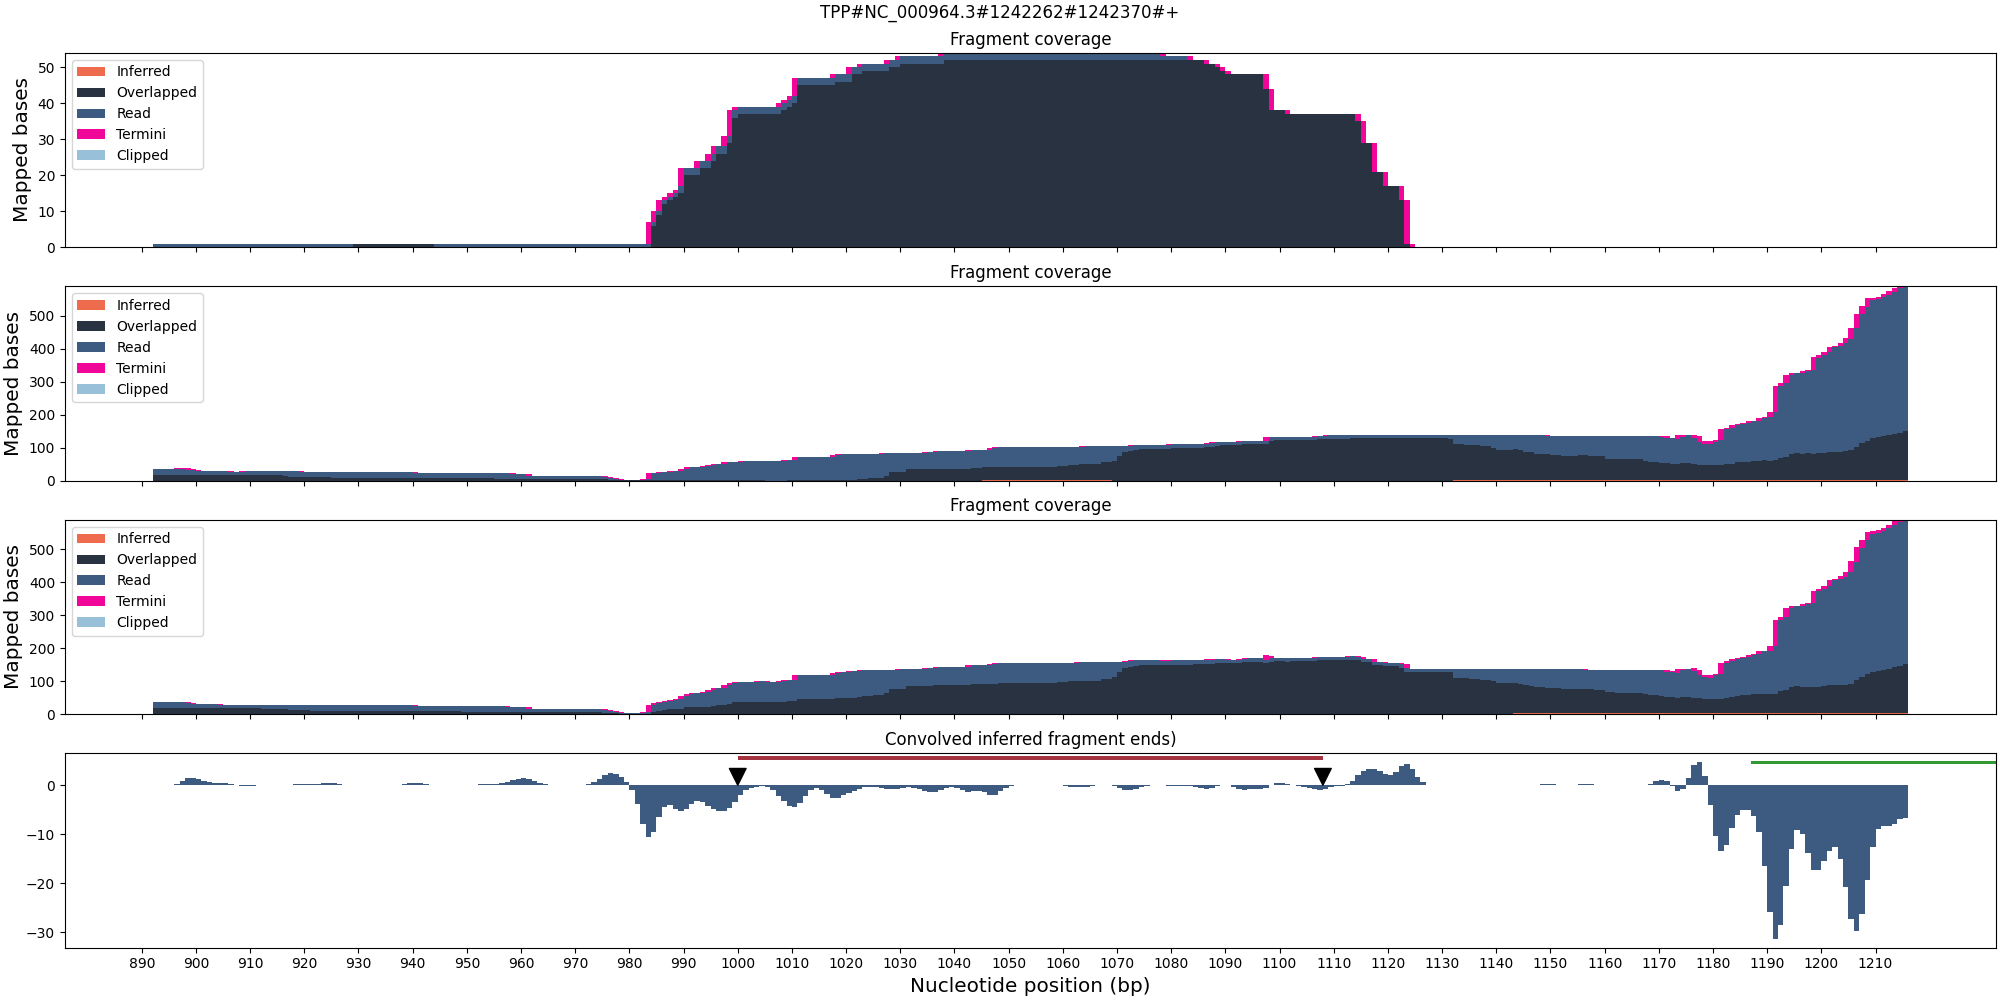 TPP#NC_000964.3#1242262#1242370#+
Fragment coverage
Mapped bases
50
40
30
20
10
0
Inferred
Overlapped
Read
Termini
Clipped
Fragment coverage
Mapped bases
500
400
300
200
100
0
Inferred
Overlapped
Read
Termini
Clipped
Fragment coverage
Mapped bases
500
400
300
200
100
0
Inferred
Overlapped
Read
Termini
Clipped
Convolved inferred fragment ends)
0
−10
−20
−30
890 900 910 920 930 940 950 960 970 980 990 1000 1010 1020 1030 1040 1050 1060 1070 1080 1090 1100 1110 1120 1130 1140 1150 1160 1170 1180 1190 1200 1210
Nucleotide position (bp)